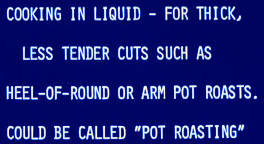 COOKING IN LIQUID - FOR THICK,
LESS TENDER CUTS SUCH AS
HEEL-OF-ROUND OR ARM POT ROASTS.
COULD BE CALLED "POT ROASTING"